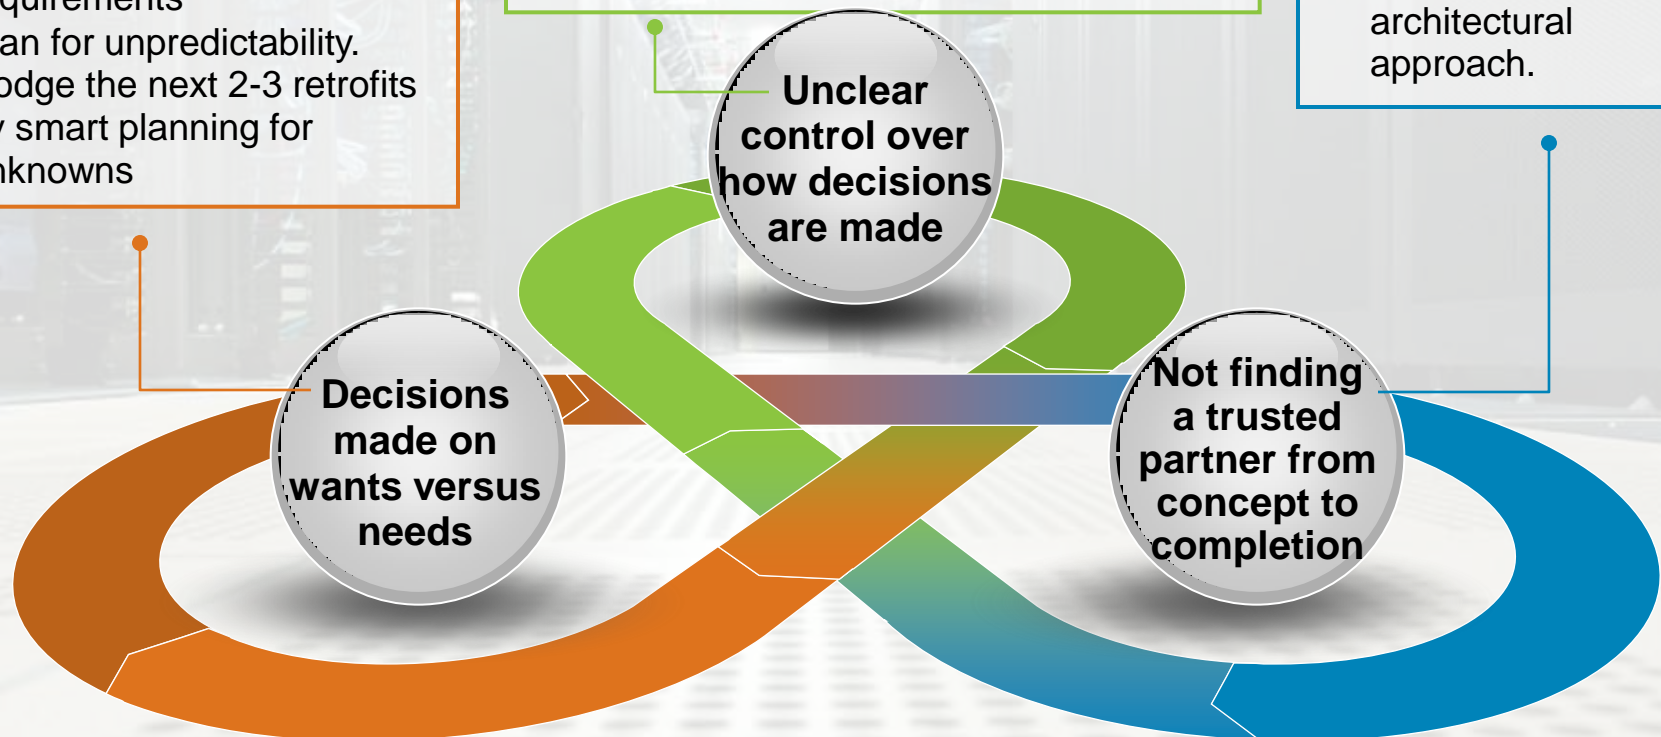 an for unpredictability.
odge the next 2-3 retrofits
y smart planning for
architectural
approach.
Unclear
control over
how decisions
are made
Decisions
made on
wants versus
needs
Not finding
a trusted
partner from
concept to
completion